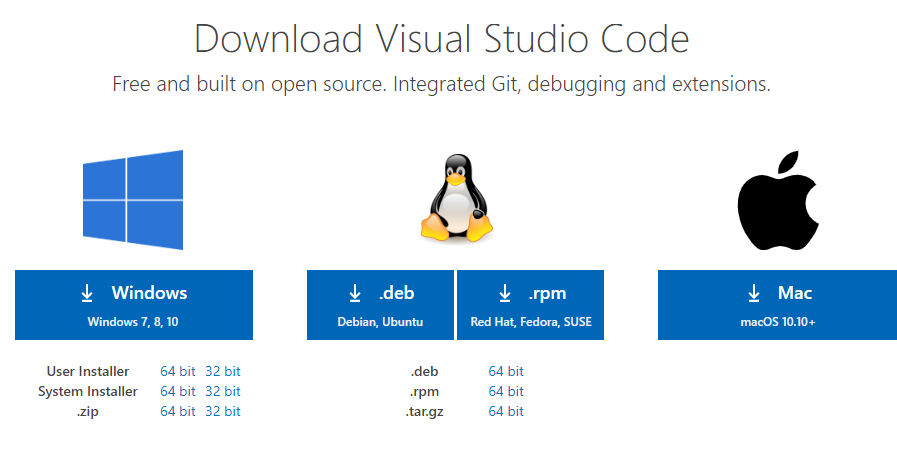 Download Visual Studio Code
Free and built on open source. Integrated Git, debugging and extensions.
Windows
Windows 7, 8, 10
User Installer 64 bit 32 bit
System Installer 64 bit 32 bit
.zip 64 bit 32 bit
.deb
Debian, Ubuntu
.rpm
Red Hat, Fedora, SUSE
.deb 64 bit
.rpm 64 bit
.tar.gz 64 bit
Mac
macOS 10.10+